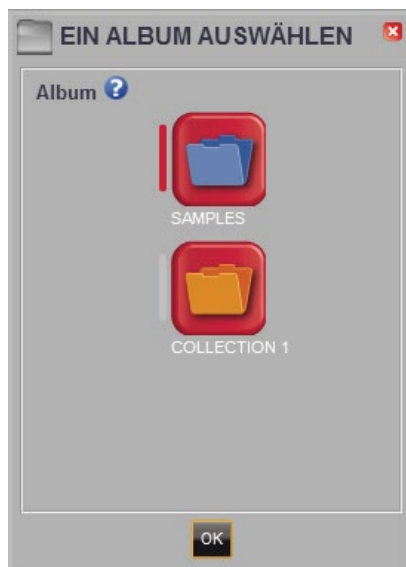 EIN ALBUM AUSWÄHLEN
Album ?
SAMPLES
COLLECTION 1
OK